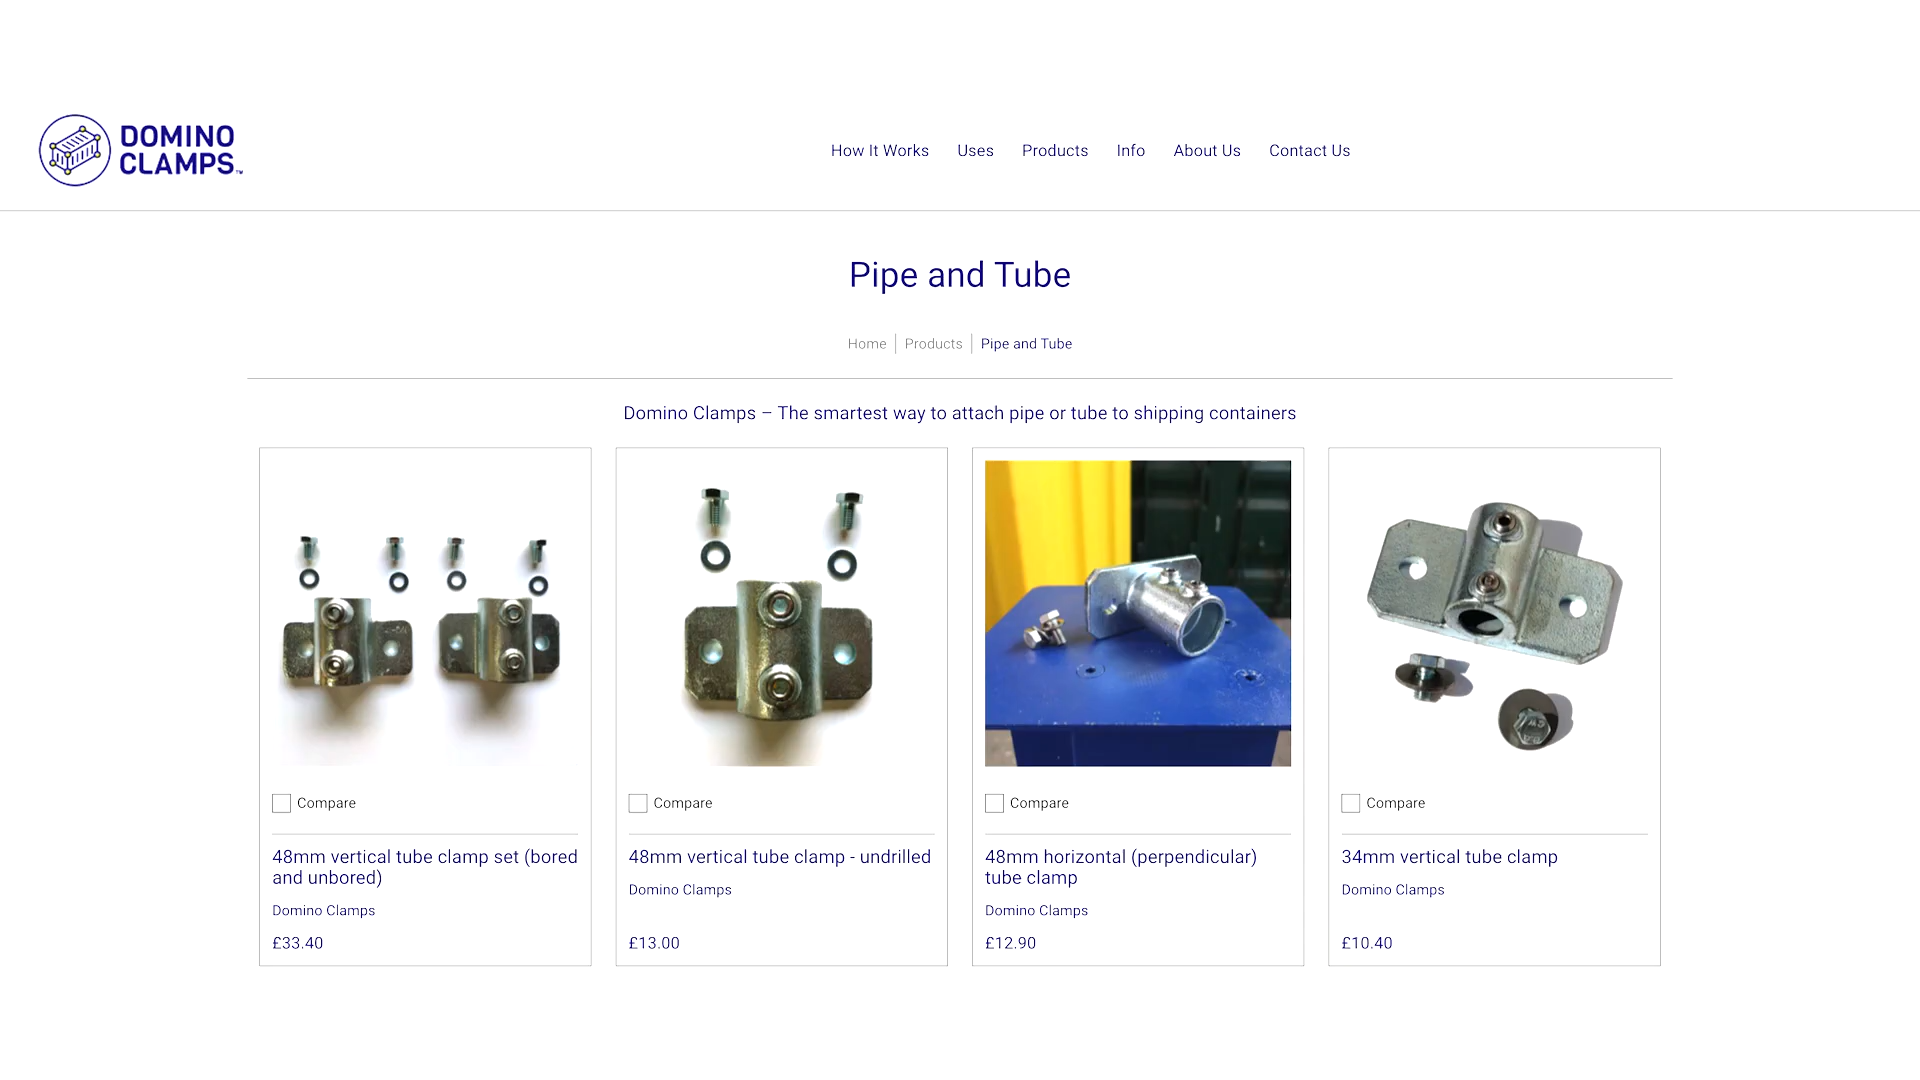 DOMINO
CLAMPS™
How It Works Uses Products Info About Us Contact Us
Pipe and Tube
Home Products Pipe and Tube
Domino Clamps – The smartest way to attach pipe or tube to shipping containers
Compare
48mm vertical tube clamp set (bored
and unbored)
Domino Clamps
£33.40
Compare
48mm vertical tube clamp - undrilled
Domino Clamps
£13.00
Compare
48mm horizontal (perpendicular)
tube clamp
Domino Clamps
£12.90
Compare
34mm vertical tube clamp
Domino Clamps
£10.40